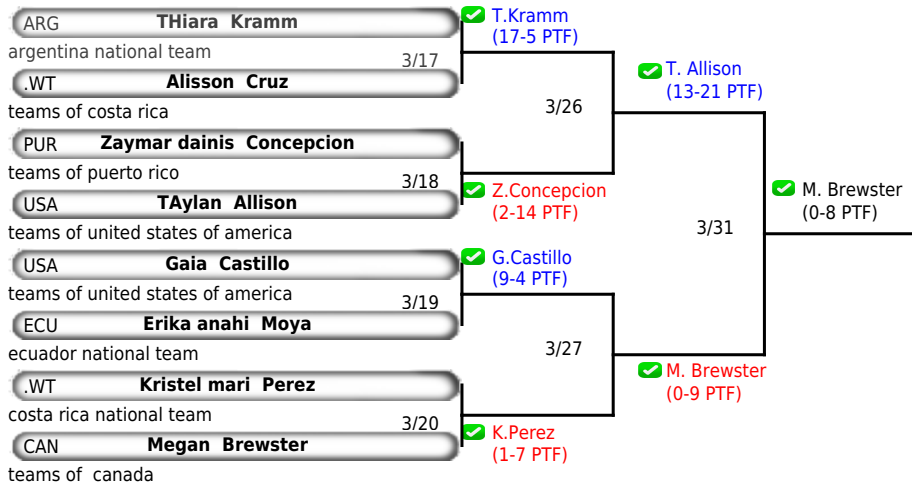 ARG THiara Kramm
argentina national team
3/17
.WT Alisson Cruz
teams of costa rica
PUR Zaymar dainis Concepcion
teams of puerto rico
3/18
USA TAylan Allison
teams of united states of america
USA Gaia Castillo
teams of united states of america
3/19
ECU Erika anahi Moya
ecuador national team
.WT Kristel mari Perez
costa rica national team
3/20
CAN Megan Brewster
teams of canada
T.Kramm
(17-5 PTF)
3/26
Z.Concepcion
(2-14 PTF)
G.Castillo
(9-4 PTF)
3/27
K.Perez
(1-7 PTF)
T. Allison
(13-21 PTF)
3/31
M. Brewster
(0-9 PTF)
M. Brewster
(0-8 PTF)